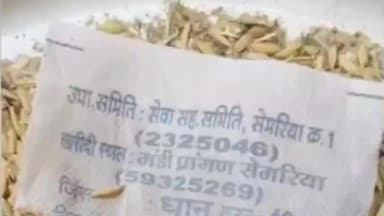 उपा.समिति : सेवा सह.समिति, सेमरिया क्र.1
(2325046)
खरीदी स्थल : मंडी प्रांगण सेमरिया
(59325269)
धान